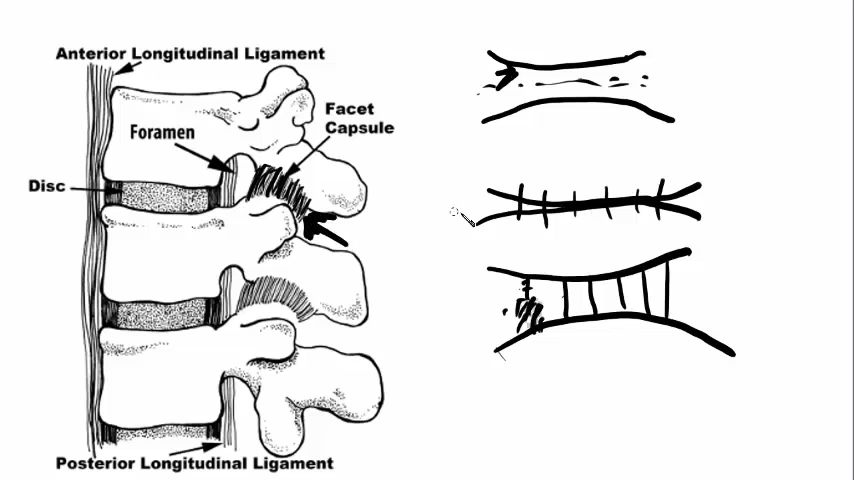 Anterior Longitudinal Ligament
Facet
Capsule
Foramen
Disc
Posterior Longitudinal Ligament